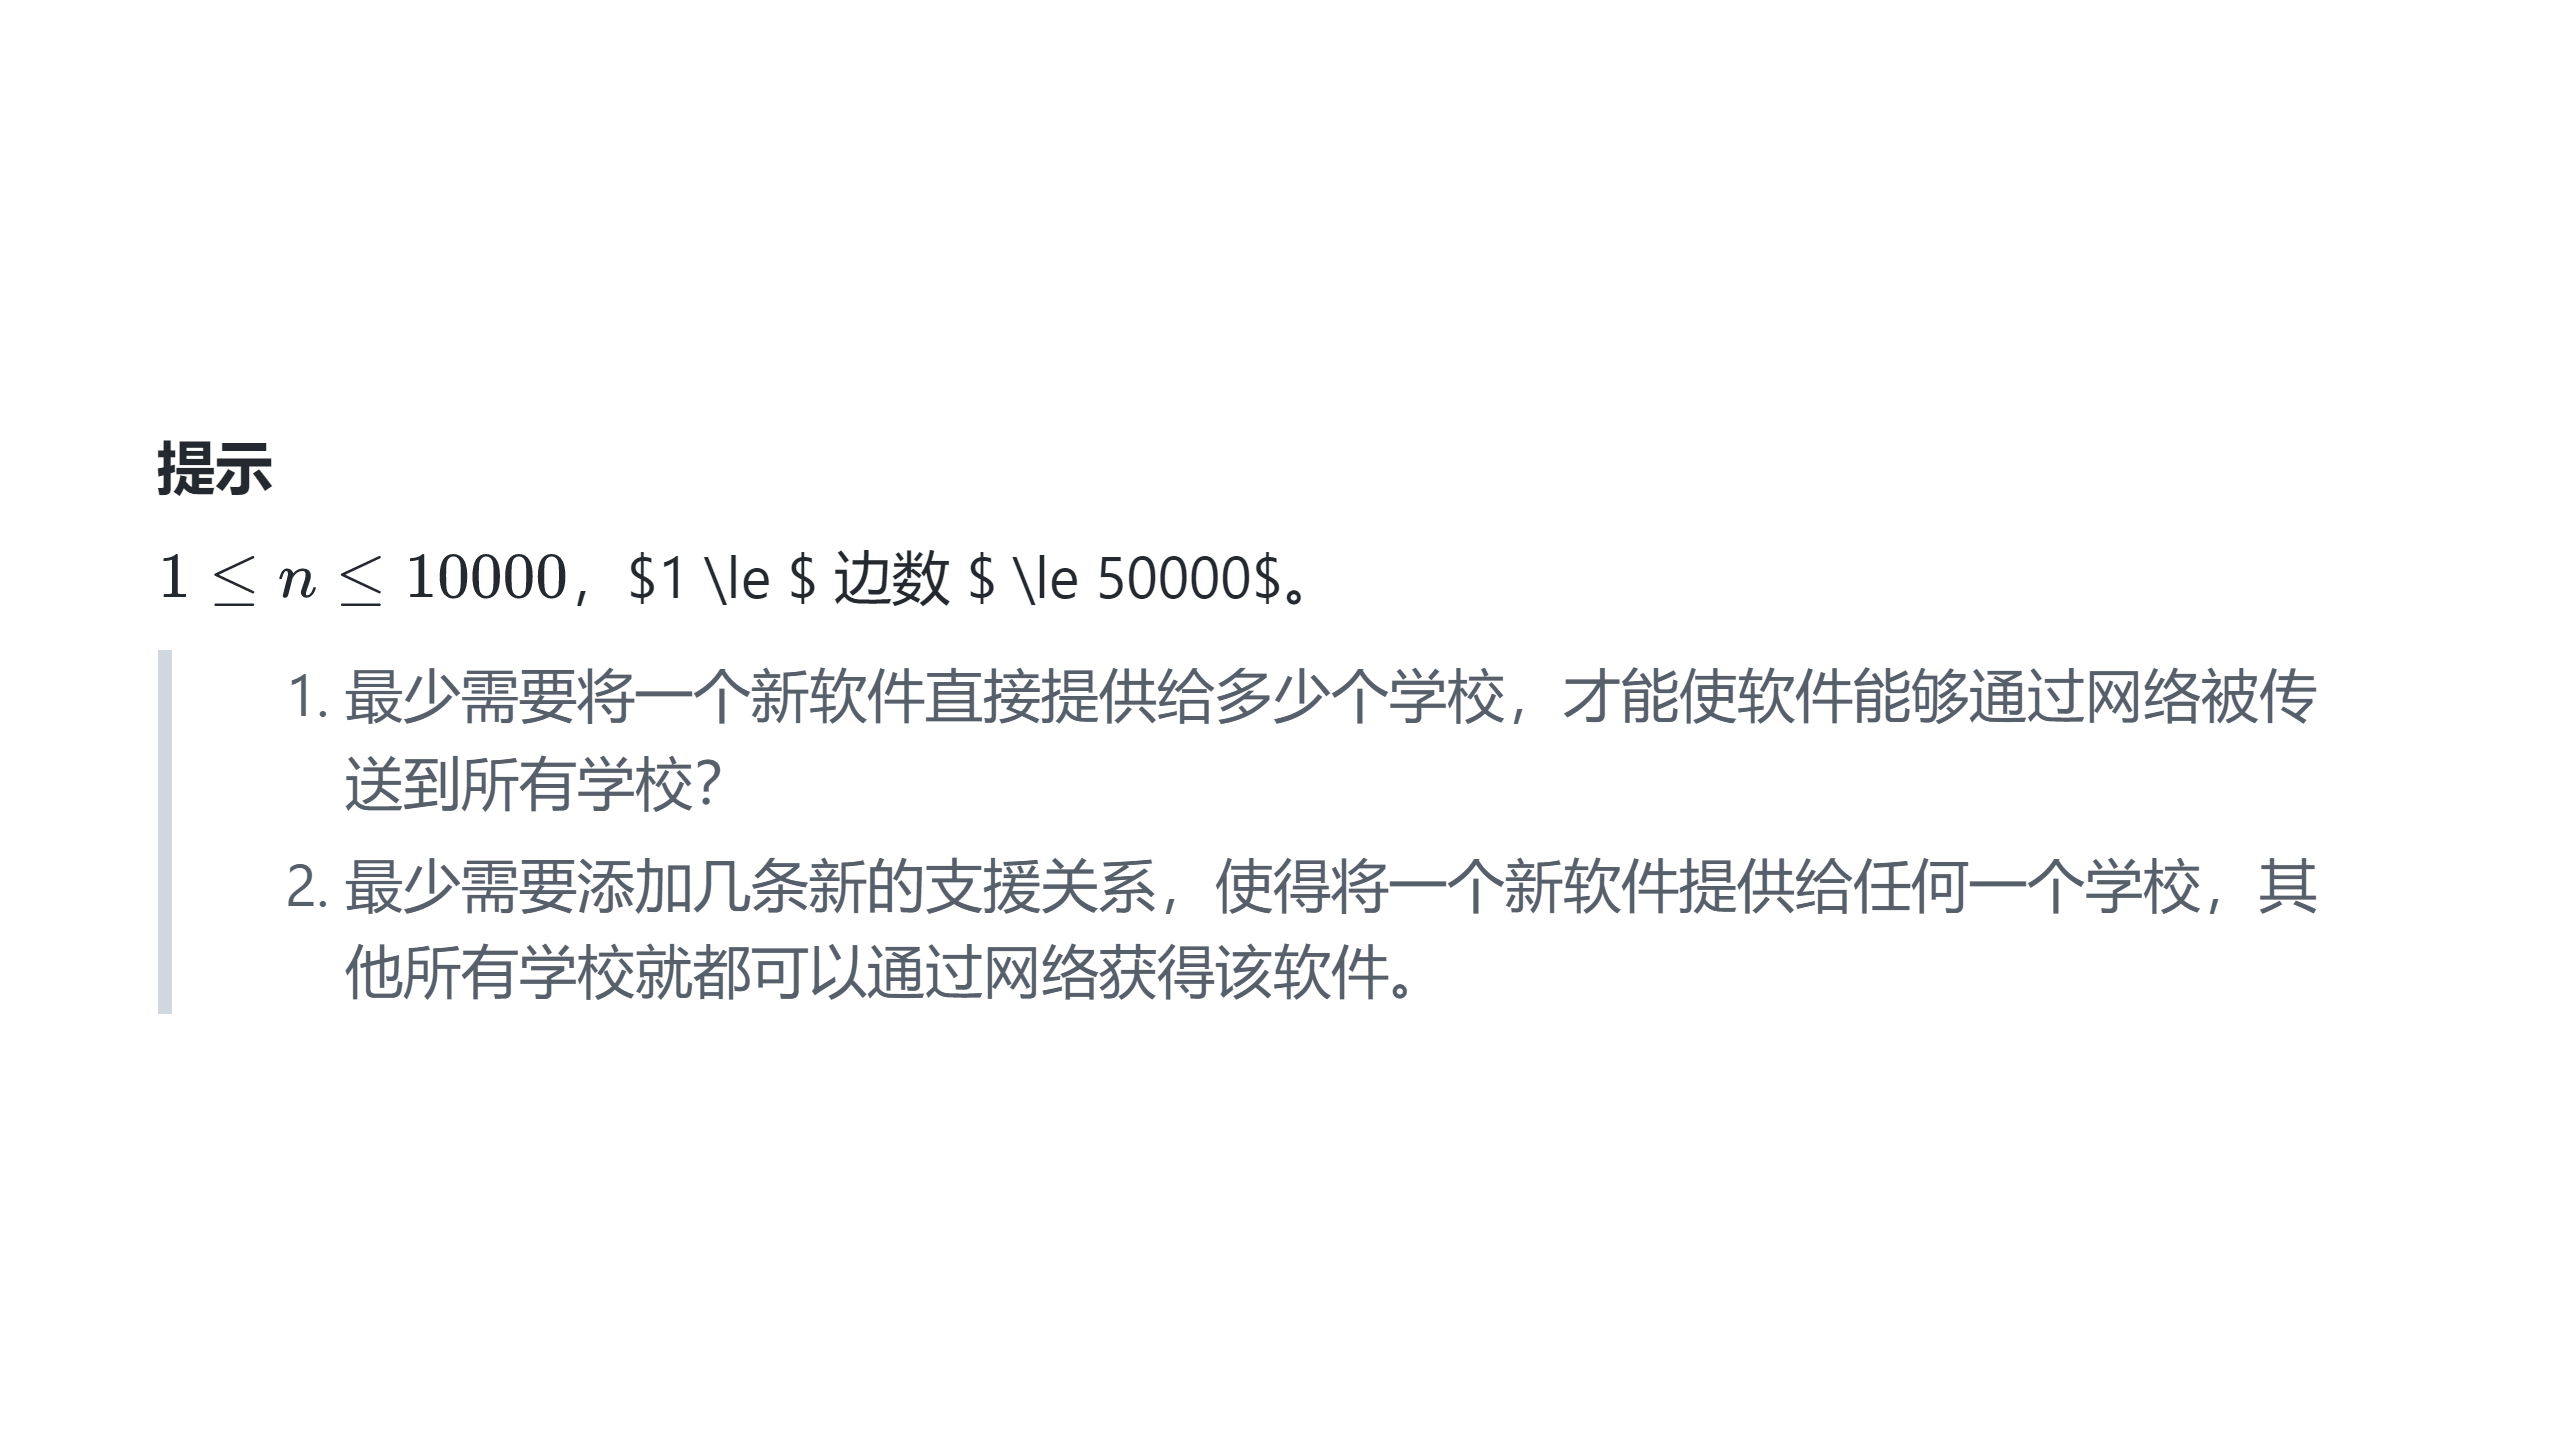 提示
1 ≤ n ≤ 10000，$1 \le $ 边数 $ \le 50000$。
1. 最少需要将一个新软件直接提供给多少个学校，才能使软件能够通过网络被传
送到所有学校？
2. 最少需要添加几条新的支援关系，使得将一个新软件提供给任何一个学校，其
他所有学校就都可以通过网络获得该软件。